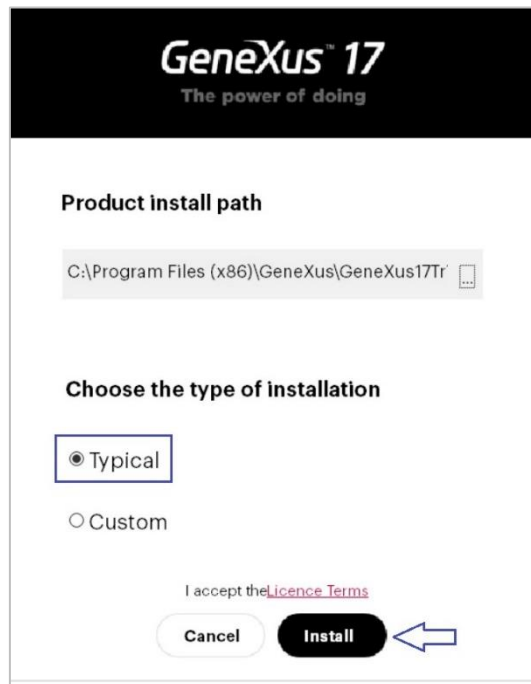 GeneXus™ 17
The power of doing
Product install path
C:\Program Files (x86)\GeneXus\GeneXus17Tr
...
Choose the type of installation
Typical
Custom
I accept theLicence Terms
Cancel
Install